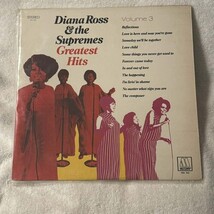 Diana Ross
& the
Supremes
Greatest
Hits
Volume 3
Reflections
Love is here and now you're gone
Someday we'll be together
Love child
Some things you never get used to
Forever came today
In and out of love
The happening
I'm livin' in shame
No matter what sign you are
The composer